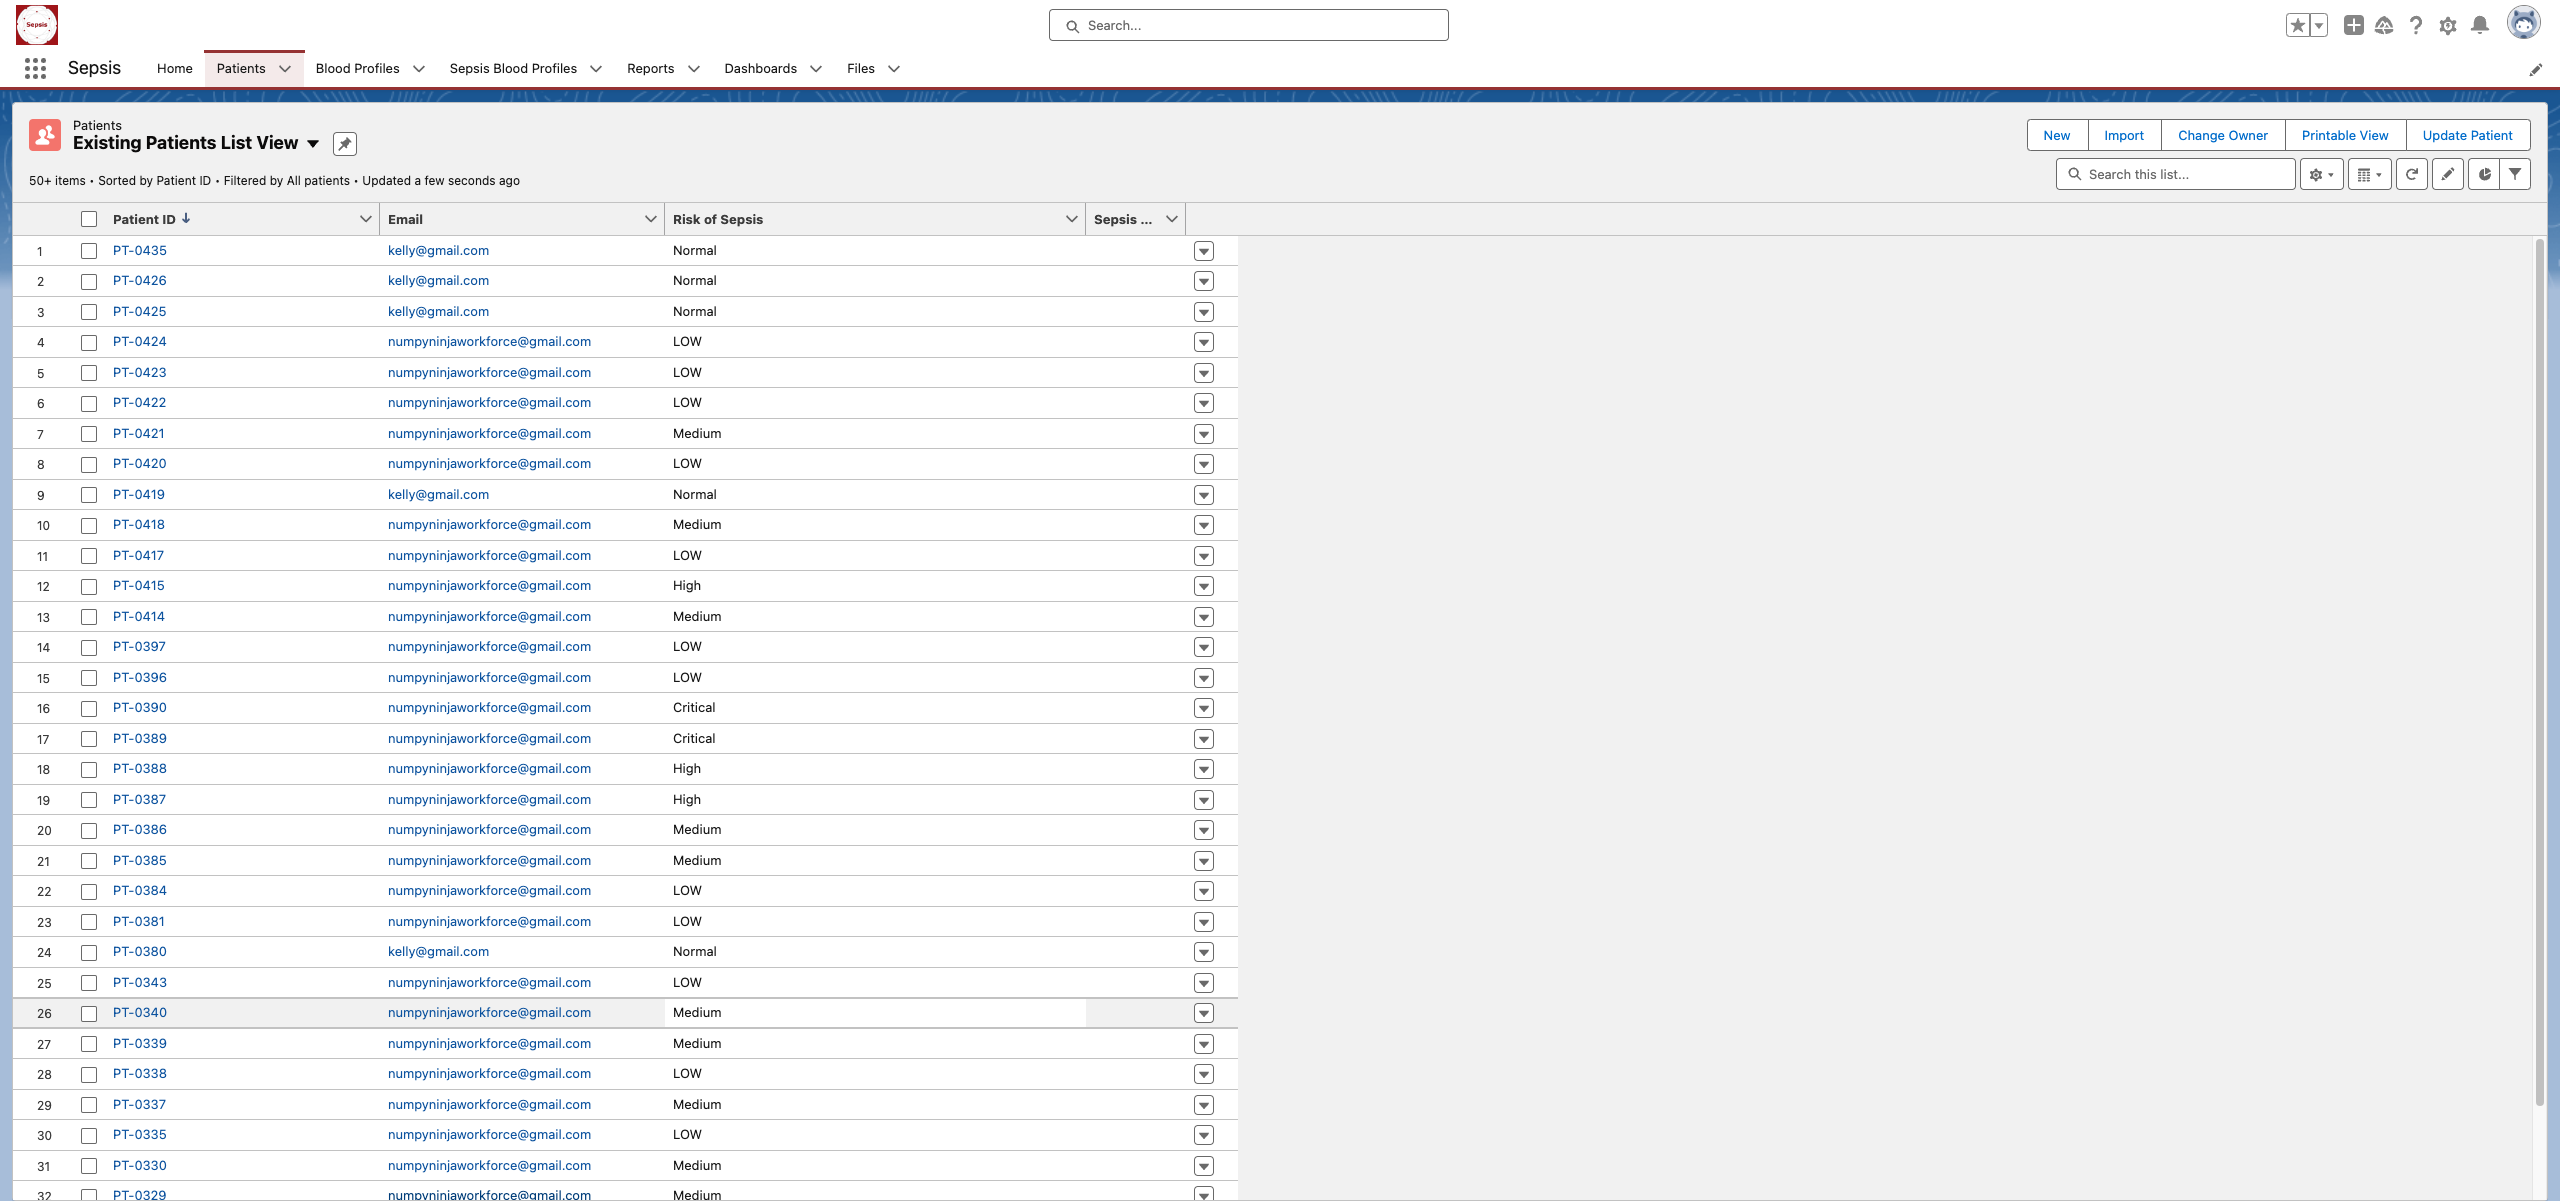 Sepsis
Search...
Sepsis Home Patients Blood Profiles Sepsis Blood Profiles Reports Dashboards Files
Patients
Existing Patients List View
New Import Change Owner Printable View Update Patient
50+ items • Sorted by Patient ID • Filtered by All patients • Updated a few seconds ago
Search this list...
Patient ID Email Risk of Sepsis Sepsis ...
1 PT-0435 kelly@gmail.com Normal
2 PT-0426 kelly@gmail.com Normal
3 PT-0425 kelly@gmail.com Normal
4 PT-0424 numpyninjaworkforce@gmail.com LOW
5 PT-0423 numpyninjaworkforce@gmail.com LOW
6 PT-0422 numpyninjaworkforce@gmail.com LOW
7 PT-0421 numpyninjaworkforce@gmail.com Medium
8 PT-0420 numpyninjaworkforce@gmail.com LOW
9 PT-0419 kelly@gmail.com Normal
10 PT-0418 numpyninjaworkforce@gmail.com Medium
11 PT-0417 numpyninjaworkforce@gmail.com LOW
12 PT-0415 numpyninjaworkforce@gmail.com High
13 PT-0414 numpyninjaworkforce@gmail.com Medium
14 PT-0397 numpyninjaworkforce@gmail.com LOW
15 PT-0396 numpyninjaworkforce@gmail.com LOW
16 PT-0390 numpyninjaworkforce@gmail.com Critical
17 PT-0389 numpyninjaworkforce@gmail.com Critical
18 PT-0388 numpyninjaworkforce@gmail.com High
19 PT-0387 numpyninjaworkforce@gmail.com High
20 PT-0386 numpyninjaworkforce@gmail.com Medium
21 PT-0385 numpyninjaworkforce@gmail.com Medium
22 PT-0384 numpyninjaworkforce@gmail.com LOW
23 PT-0381 numpyninjaworkforce@gmail.com LOW
24 PT-0380 kelly@gmail.com Normal
25 PT-0343 numpyninjaworkforce@gmail.com LOW
26 PT-0340 numpyninjaworkforce@gmail.com Medium
27 PT-0339 numpyninjaworkforce@gmail.com Medium
28 PT-0338 numpyninjaworkforce@gmail.com LOW
29 PT-0337 numpyninjaworkforce@gmail.com Medium
30 PT-0335 numpyninjaworkforce@gmail.com LOW
31 PT-0330 numpyninjaworkforce@gmail.com Medium
32 PT-0329 numpyninjaworkforce@gmail.com Medium